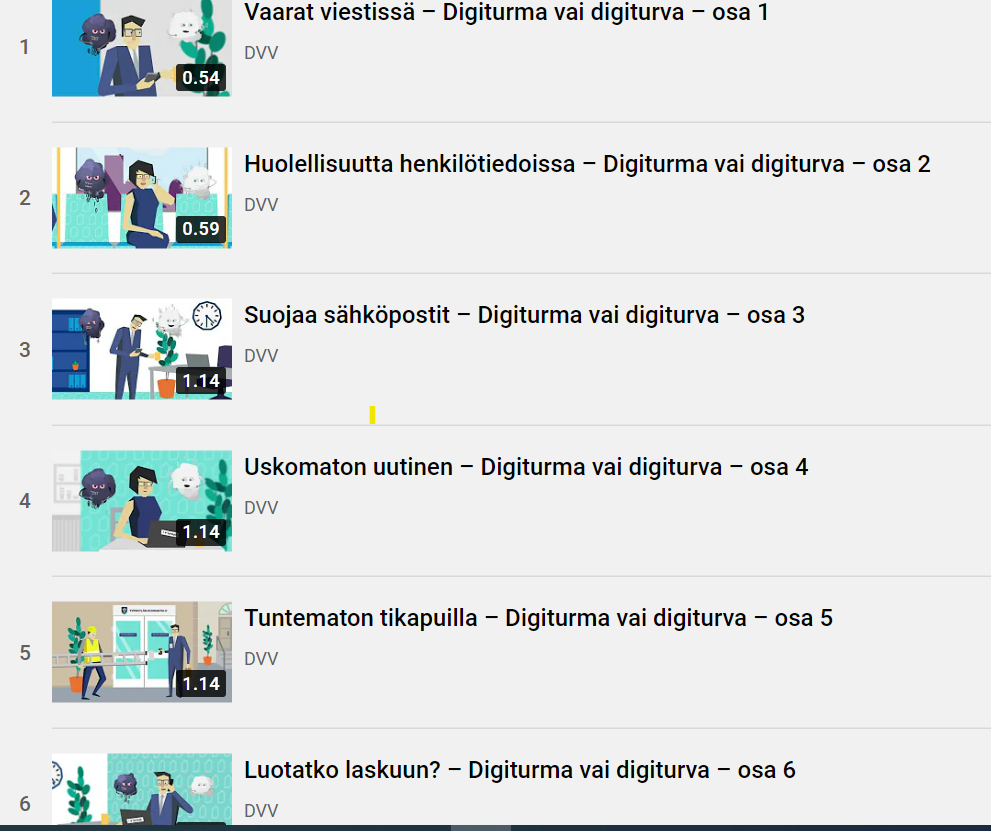 1
Vaarat viestissä – Digiturma vai digiturva – osa 1
DVV
0.54
2
Huolellisuutta henkilötiedoissa – Digiturma vai digiturva – osa 2
DVV
0.59
3
Suojaa sähköpostit – Digiturma vai digiturva – osa 3
DVV
1.14
4
Uskomaton uutinen – Digiturma vai digiturva – osa 4
DVV
1.14
5
Tuntematon tikapuilla – Digiturma vai digiturva – osa 5
DVV
1.14
6
Luotatko laskuun? – Digiturma vai digiturva – osa 6
DVV